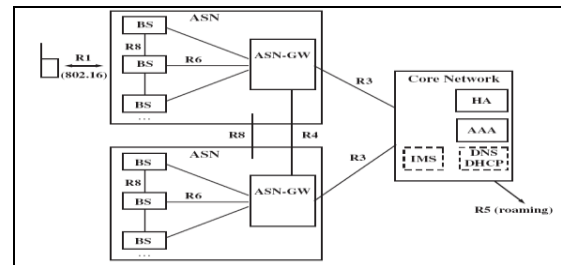 ASN
BS
R8
BS
BS
...
R6
ASN-GW
R1
(802.16)
R3
Core Network
HA
AAA
IMS
DNS
DHCP
R5 (roaming)
R8
R4
R3
ASN
BS
R8
BS
BS
...
R6
ASN-GW